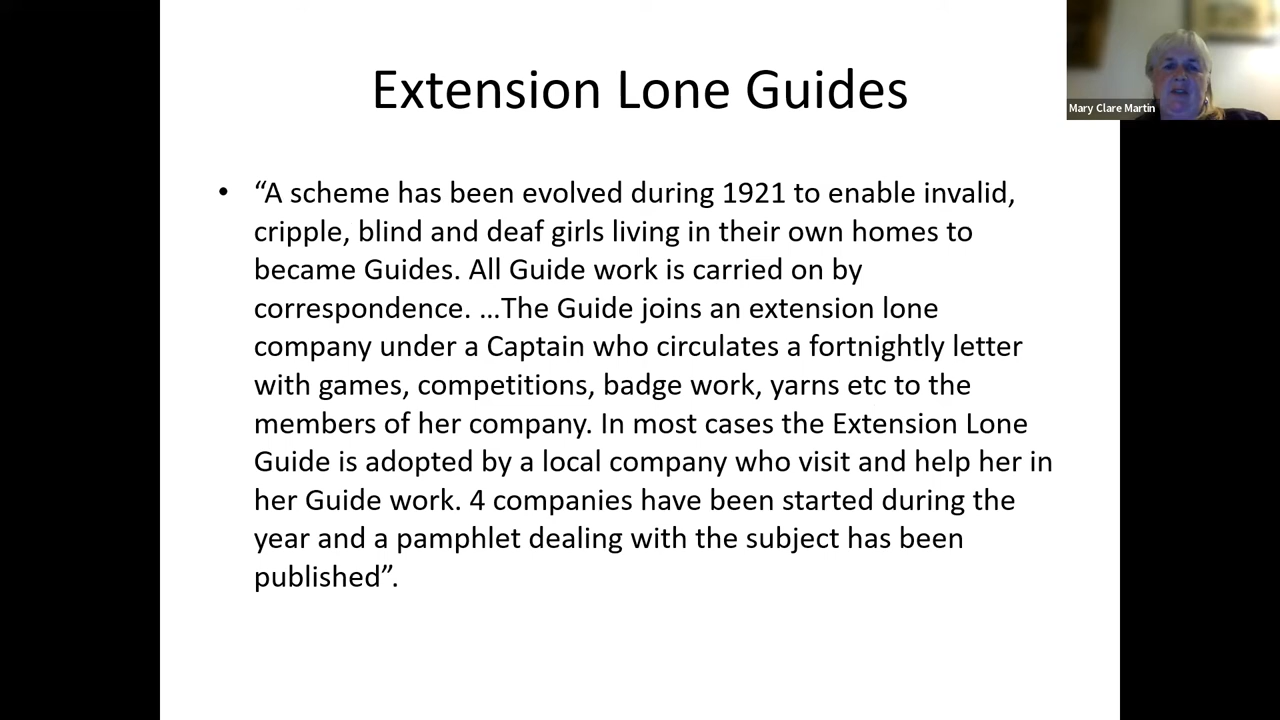 Extension Lone Guides
Mary Clare Martin
• “A scheme has been evolved during 1921 to enable invalid,
cripple, blind and deaf girls living in their own homes to
became Guides. All Guide work is carried on by
correspondence. …The Guide joins an extension lone
company under a Captain who circulates a fortnightly letter
with games, competitions, badge work, yarns etc to the
members of her company. In most cases the Extension Lone
Guide is adopted by a local company who visit and help her in
her Guide work. 4 companies have been started during the
year and a pamphlet dealing with the subject has been
published”.